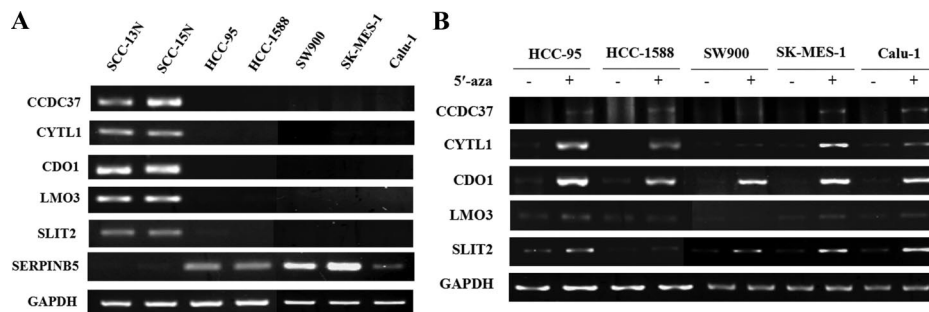 A
SCC-13N SCC-15N HCC-95 HCC-1588 SW900 SK-MES-1 Calu-1
CCDC37
CYTL1
CDO1
LMO3
SLIT2
SERPINB5
GAPDH
B
HCC-95 HCC-1588 SW900 SK-MES-1 Calu-1
5'-aza - + - + - + - + - +
CCDC37
CYTL1
CDO1
LMO3
SLIT2
GAPDH